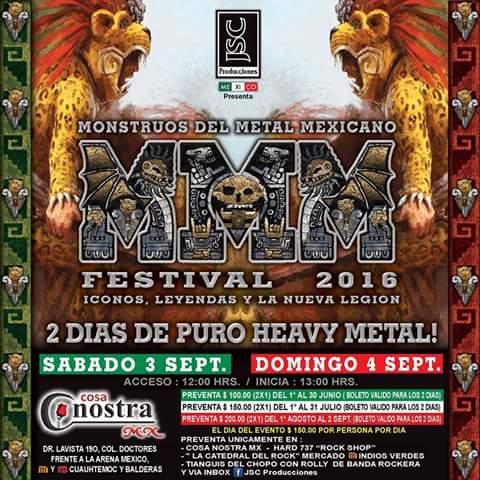 JSC
Producciones
MEXICO
Presenta
MONSTRUOS DEL METAL MEXICANO
MMM
FESTIVAL 2016
ICONOS, LEYENDAS Y LA NUEVA LEGION
2 DIAS DE PURO HEAVY METAL!
SABADO 3 SEPT. DOMINGO 4 SEPT.
ACCESO : 12:00 HRS. / INICIA : 13:00 HRS.
cosa
nostra
MX
DR. LAVISTA 190, COL. DOCTORES
FRENTE A LA ARENA MEXICO,
M Y M CUAUHTEMOC Y BALDERAS
PREVENTA $ 100.00 (2X1) DEL 1° AL 30 JUNIO ( BOLETO VALIDO PARA LOS 2 DIAS)
PREVENTA $ 150.00 (2X1) DEL 1° AL 31 JULIO (BOLETO VALIDO PARA LOS 2 DIAS)
PREVENTA $ 200.00 (2X1) DEL 1° AGOSTO AL 2 SEPT. (BOLETO VALIDO PARA LOS 2 DIAS)
EL DIA DEL EVENTO $ 150.00 POR PERSONA POR DIA
PREVENTA UNICAMENTE EN :
- COSA NOSTRA MX - HARD 737 "ROCK SHOP"
- " LA CATEDRAL DEL ROCK" MERCADO M INDIOS VERDES
- TIANGUIS DEL CHOPO CON ROLLY DE BANDA ROCKERA
Y VIA INBOX f JSC Producciones